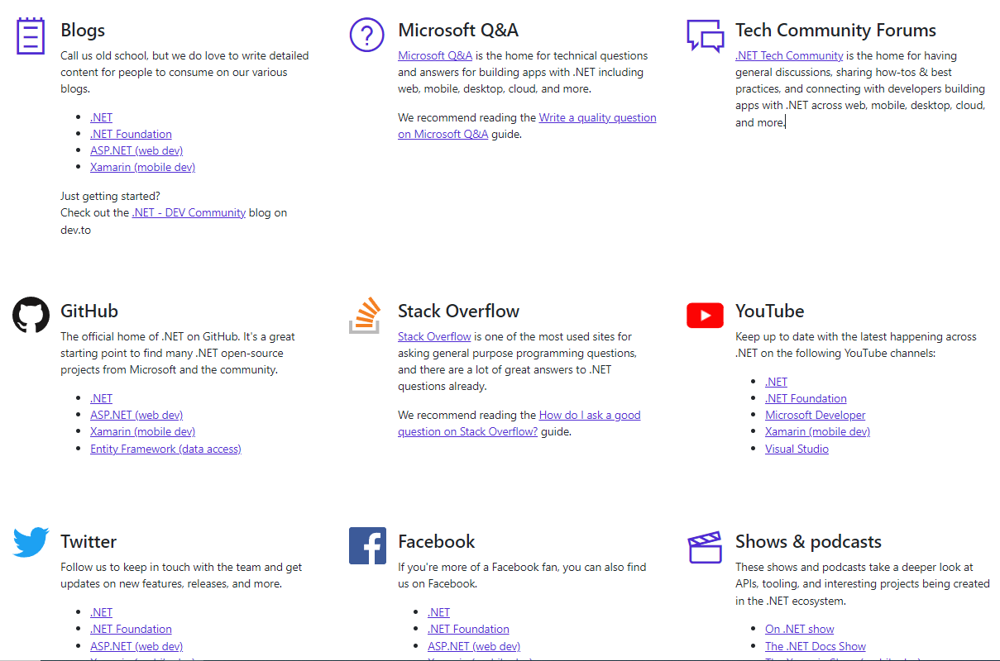 Blogs
Call us old school, but we do love to write detailed
content for people to consume on our various
blogs.
.NET
.NET Foundation
ASP.NET (web dev)
Xamarin (mobile dev)
Just getting started?
Check out the .NET - DEV Community blog on
dev.to
Microsoft Q&A
Microsoft Q&A is the home for technical questions
and answers for building apps with .NET including
web, mobile, desktop, cloud, and more.
We recommend reading the Write a quality question
on Microsoft Q&A guide.
Tech Community Forums
.NET Tech Community is the home for having
general discussions, sharing how-tos & best
practices, and connecting with developers building
apps with .NET across web, mobile, desktop, cloud,
and more.
GitHub
The official home of .NET on GitHub. It's a great
starting point to find many .NET open-source
projects from Microsoft and the community.
.NET
ASP.NET (web dev)
Xamarin (mobile dev)
Entity Framework (data access)
Stack Overflow
Stack Overflow is one of the most used sites for
asking general purpose programming questions,
and there are a lot of great answers to .NET
questions already.
We recommend reading the How do I ask a good
question on Stack Overflow? guide.
YouTube
Keep up to date with the latest happening across
.NET on the following YouTube channels:
.NET
.NET Foundation
Microsoft Developer
Xamarin (mobile dev)
Visual Studio
Twitter
Follow us to keep in touch with the team and get
updates on new features, releases, and more.
.NET
.NET Foundation
ASP.NET (web dev)
Facebook
If you're more of a Facebook fan, you can also find
us on Facebook.
.NET
.NET Foundation
ASP.NET (web dev)
Shows & podcasts
These shows and podcasts take a deeper look at
APIs, tooling, and interesting projects being created
in the .NET ecosystem.
On .NET show
The .NET Docs Show